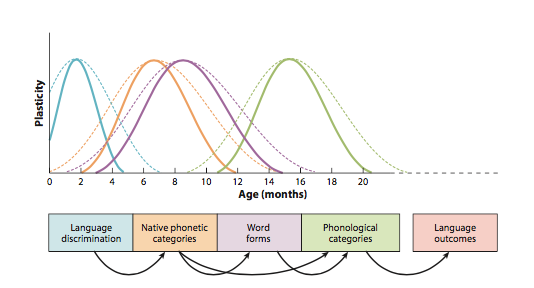 Plasticity
0 2 4 6 8 10 12 14 16 18 20
Age (months)
Language
discrimination
Native phonetic
categories
Word
forms
Phonological
categories
Language
outcomes